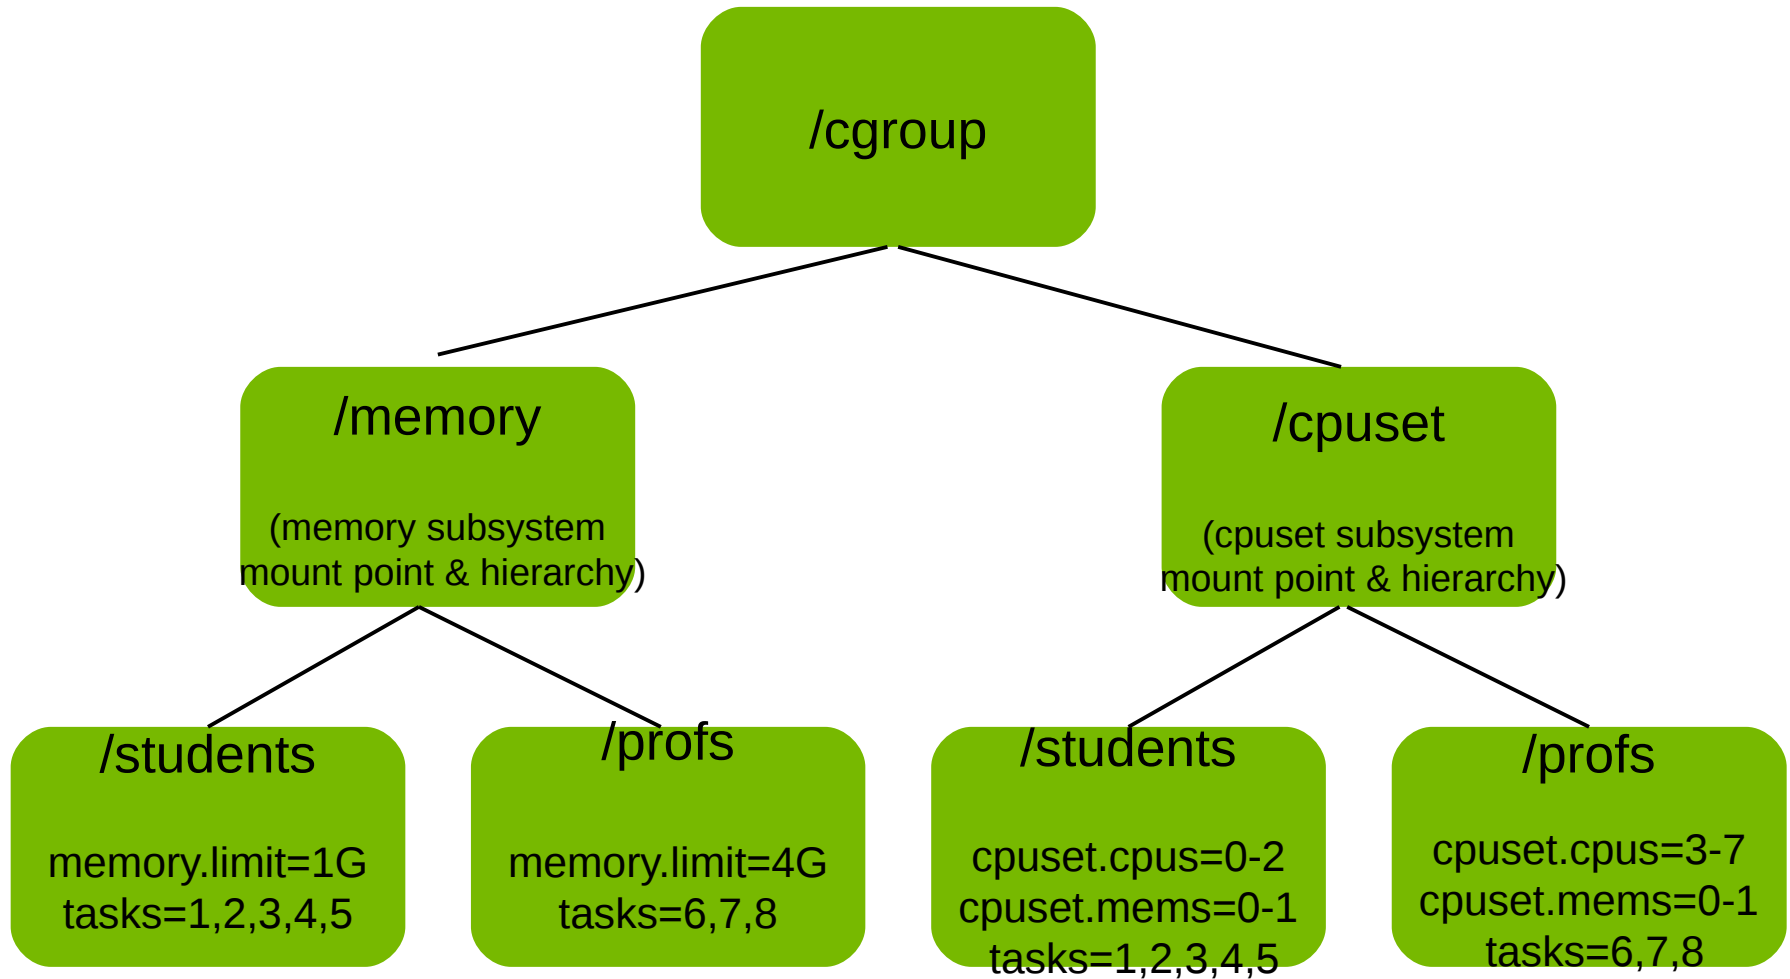 /cgroup
/memory
(memory subsystem
mount point & hierarchy)
/cpuset
(cpuset subsystem
mount point & hierarchy)
/students
memory.limit=1G
tasks=1,2,3,4,5
/profs
memory.limit=4G
tasks=6,7,8
/students
cpuset.cpus=0-2
cpuset.mems=0-1
tasks=1,2,3,4,5
/profs
cpuset.cpus=3-7
cpuset.mems=0-1
tasks=6,7,8